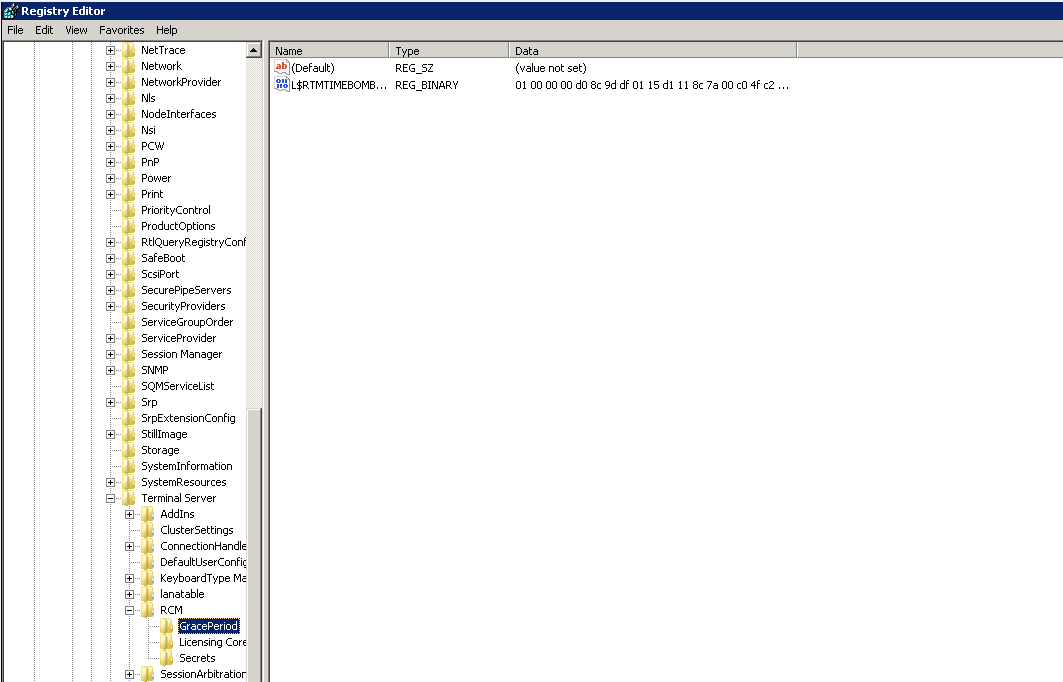 Registry Editor
File Edit View Favorites Help
NetTrace
Network
NetworkProvider
Nls
NodeInterfaces
Nsi
PCW
PnP
Power
Print
PriorityControl
ProductOptions
RtlQueryRegistryConf
SafeBoot
ScsiPort
SecurePipeServers
SecurityProviders
ServiceGroupOrder
ServiceProvider
Session Manager
SNMP
SQMServiceList
Srp
SrpExtensionConfig
StillImage
Storage
SystemInformation
SystemResources
Terminal Server
AddIns
ClusterSettings
ConnectionHandle
DefaultUserConfig
KeyboardType Ma
lanatable
RCM
GracePeriod
Licensing Core
Secrets
SessionArbitration
Name Type Data
ab (Default) REG_SZ (value not set)
011 110 L$RTMTIMEBOMB... REG_BINARY 01 00 00 00 d0 8c 9d df 01 15 d1 11 8c 7a 00 c0 4f c2 ...